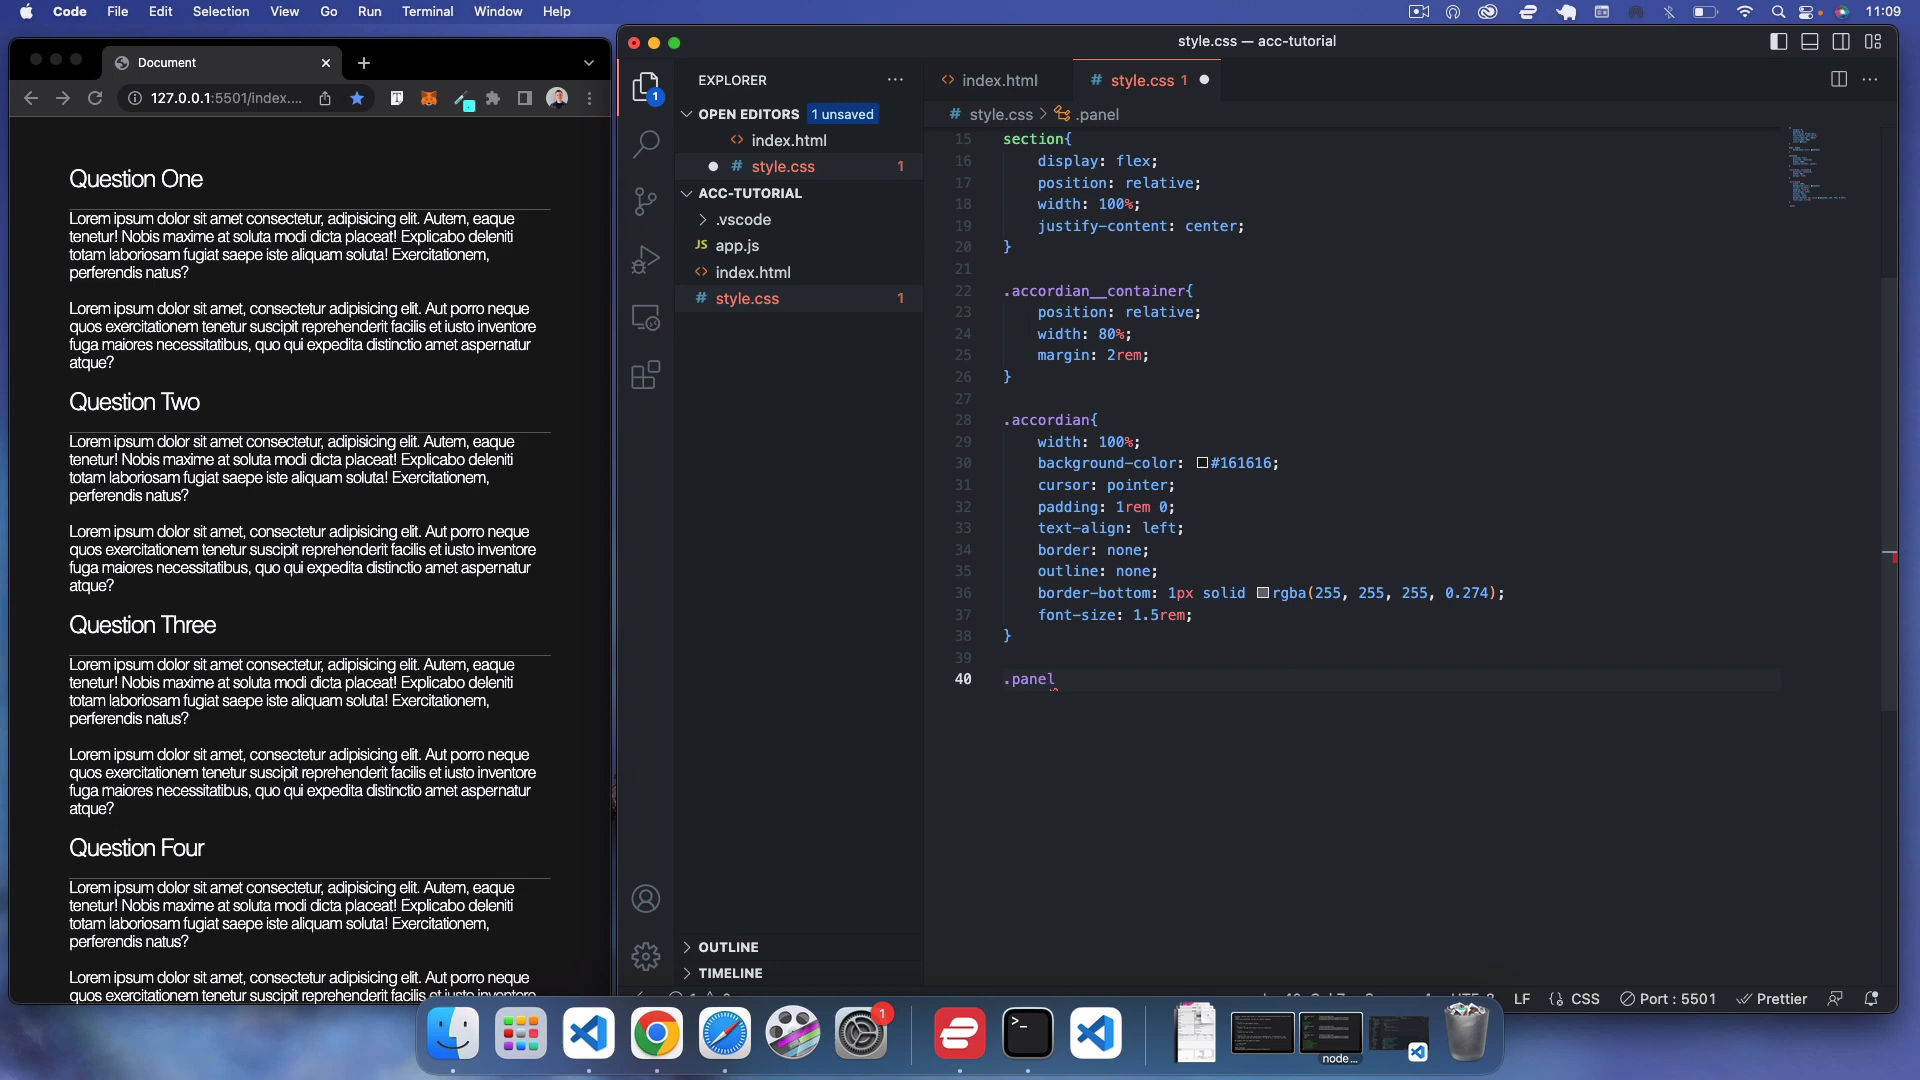 Code File Edit Selection View Go Run Terminal Window Help 11:09
Document
127.0.0.1:5501/index....
Question One
Lorem ipsum dolor sit amet consectetur, adipisicing elit. Autem, eaque
tenetur! Nobis maxime at soluta modi dicta placeat! Explicabo deleniti
totam laboriosam fugiat saepe iste aliquam soluta! Exercitationem,
perferendis natus?
Lorem ipsum dolor sit amet, consectetur adipisicing elit. Aut porro neque
quos exercitationem tenetur suscipit reprehenderit facilis et iusto inventore
fuga maiores necessitatibus, quo qui expedita distinctio amet aspernatur
atque?
Question Two
Lorem ipsum dolor sit amet consectetur, adipisicing elit. Autem, eaque
tenetur! Nobis maxime at soluta modi dicta placeat! Explicabo deleniti
totam laboriosam fugiat saepe iste aliquam soluta! Exercitationem,
perferendis natus?
Lorem ipsum dolor sit amet, consectetur adipisicing elit. Aut porro neque
quos exercitationem tenetur suscipit reprehenderit facilis et iusto inventore
fuga maiores necessitatibus, quo qui expedita distinctio amet aspernatur
atque?
Question Three
Lorem ipsum dolor sit amet consectetur, adipisicing elit. Autem, eaque
tenetur! Nobis maxime at soluta modi dicta placeat! Explicabo deleniti
totam laboriosam fugiat saepe iste aliquam soluta! Exercitationem,
perferendis natus?
Lorem ipsum dolor sit amet, consectetur adipisicing elit. Aut porro neque
quos exercitationem tenetur suscipit reprehenderit facilis et iusto inventore
fuga maiores necessitatibus, quo qui expedita distinctio amet aspernatur
atque?
Question Four
Lorem ipsum dolor sit amet consectetur, adipisicing elit. Autem, eaque
tenetur! Nobis maxime at soluta modi dicta placeat! Explicabo deleniti
totam laboriosam fugiat saepe iste aliquam soluta! Exercitationem,
perferendis natus?
Lorem ipsum dolor sit amet, consectetur adipisicing elit. Aut porro neque
quos exercitationem tenetur suscipit reprehenderit facilis et iusto inventore
style.css — acc-tutorial
1
EXPLORER
OPEN EDITORS 1 unsaved
index.html
style.css 1
ACC-TUTORIAL
.vscode
JS app.js
index.html
style.css 1
OUTLINE
TIMELINE
index.html
# style.css 1
# style.css > .panel
15 section{
16 display: flex;
17 position: relative;
18 width: 100%;
19 justify-content: center;
20 }
21
22 .accordian__container{
23 position: relative;
24 width: 80%;
25 margin: 2rem;
26 }
27
28 .accordian{
29 width: 100%;
30 background-color: #161616;
31 cursor: pointer;
32 padding: 1rem 0;
33 text-align: left;
34 border: none;
35 outline: none;
36 border-bottom: 1px solid rgba(255, 255, 255, 0.274);
37 font-size: 1.5rem;
38 }
39
40 .panel
LF {} CSS Port : 5501 Prettier
1
node...